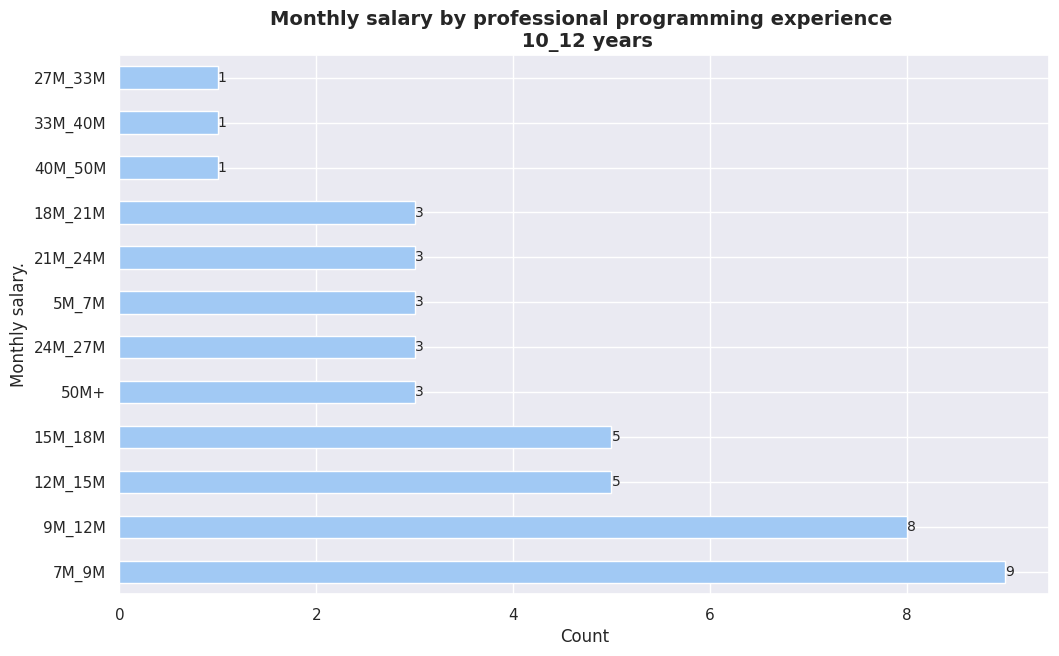 Monthly salary by professional programming experience
10_12 years
Monthly salary.
27M_33M
1
33M_40M
1
40M_50M
1
18M_21M
3
21M_24M
3
5M_7M
3
24M_27M
3
50M+
3
15M_18M
5
12M_15M
5
9M_12M
8
7M_9M
9
0 2 4 6 8
Count